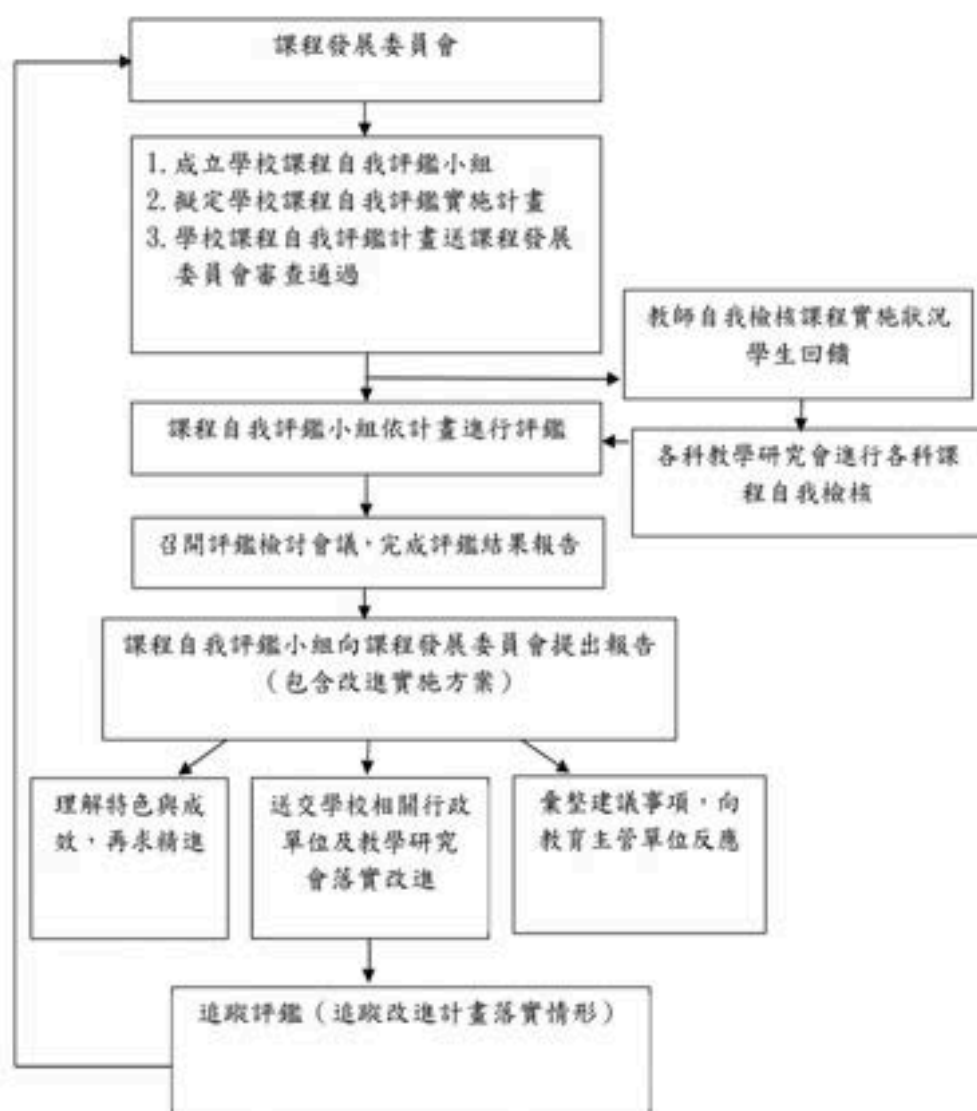 課程發展委員會
1. 成立學校課程自我評鑑小組
2. 擬定學校課程自我評鑑實施計畫
3. 學校課程自我評鑑計畫送課程發展
委員會審查通過
教師自我檢核課程實施狀況
學生回饋
課程自我評鑑小組依計畫進行評鑑
各科教學研究會進行各科課
程自我檢核
召開評鑑檢討會議，完成評鑑結果報告
課程自我評鑑小組向課程發展委員會提出報告
（包含改進實施方案）
理解特色與成
效，再求精進
送交學校相關行政
單位及教學研究
會落實改進
彙整建議事項，向
教育主管單位反應
追蹤評鑑（追蹤改進計畫落實情形）